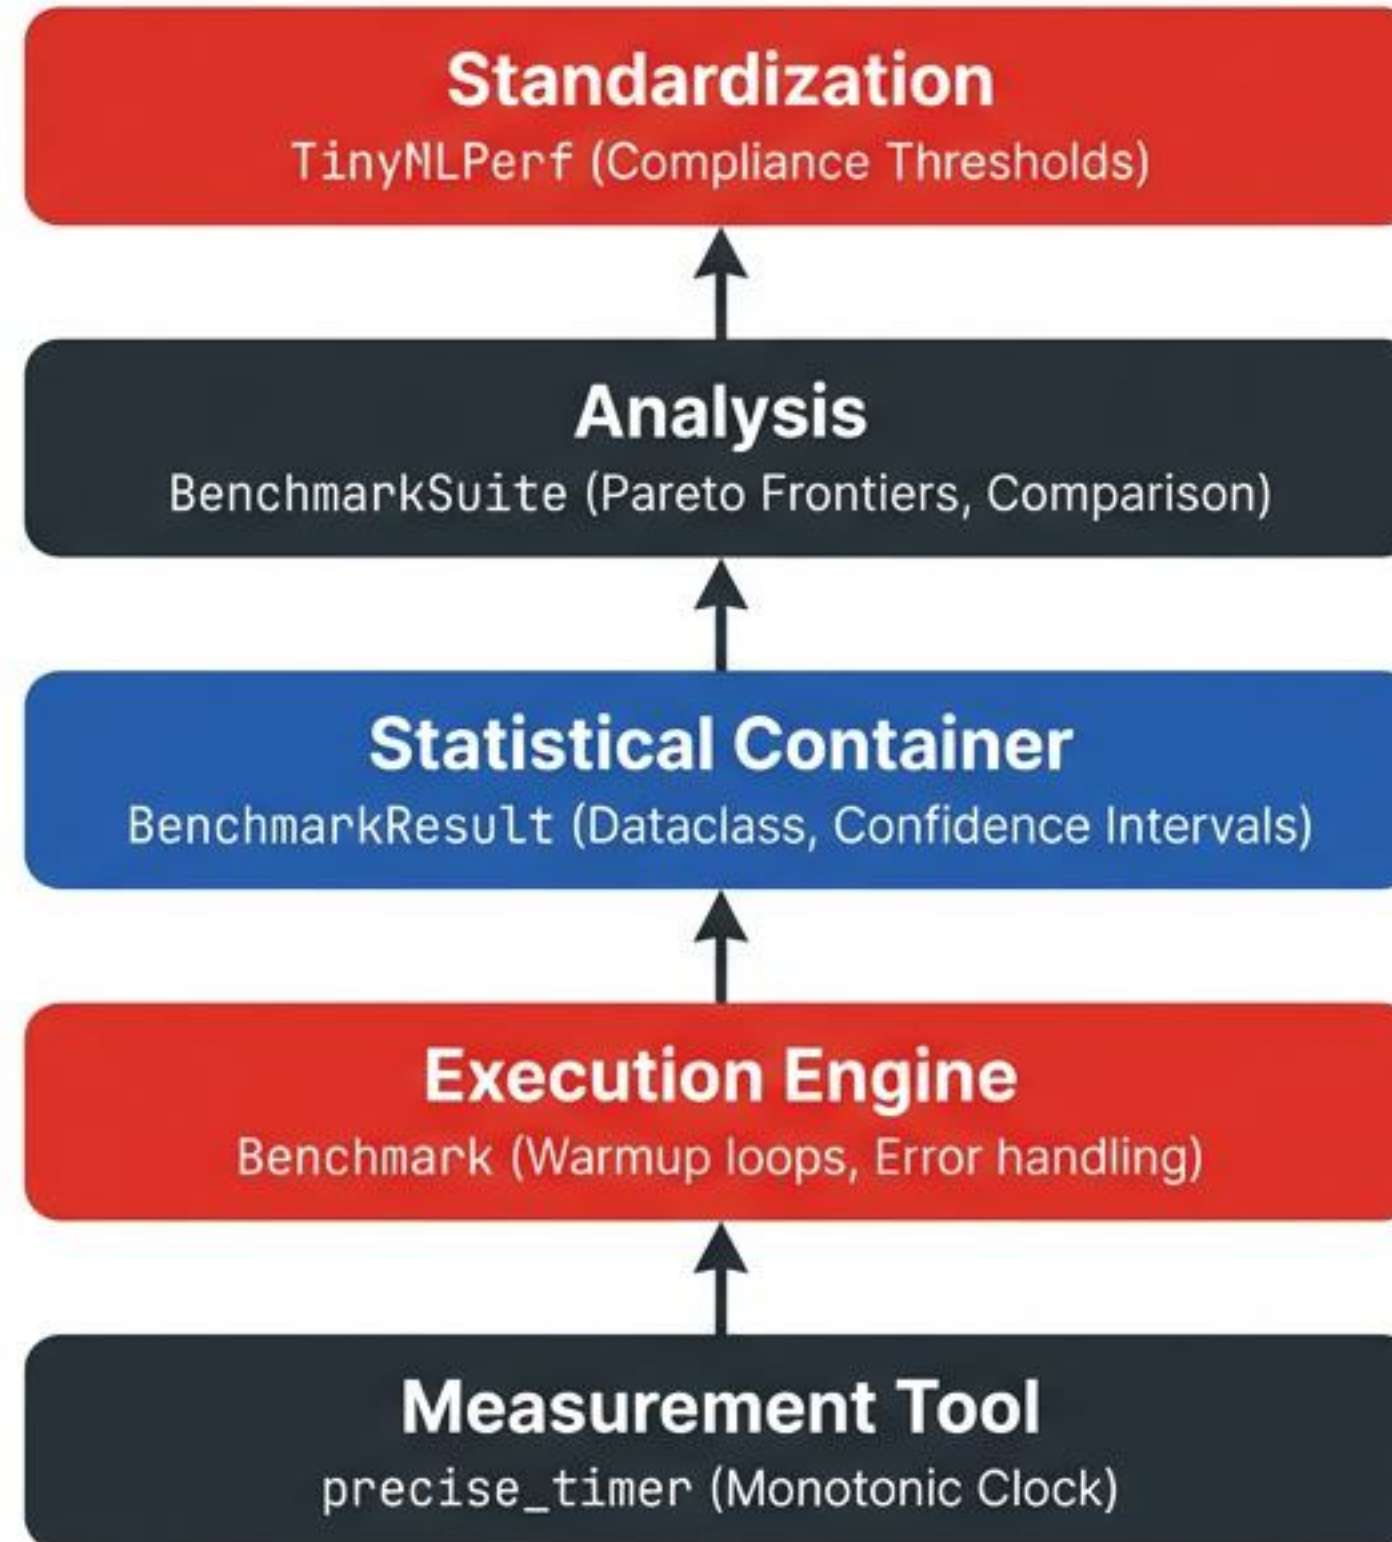 Standardization
TinyMLPerf (Compliance Thresholds)
Analysis
BenchmarkSuite (Pareto Frontiers, Comparison)
Statistical Container
BenchmarkResult (Dataclass, Confidence Intervals)
Execution Engine
Benchmark (Warmup loops, Error handling)
Measurement Tool
precise_timer (Monotonic Clock)